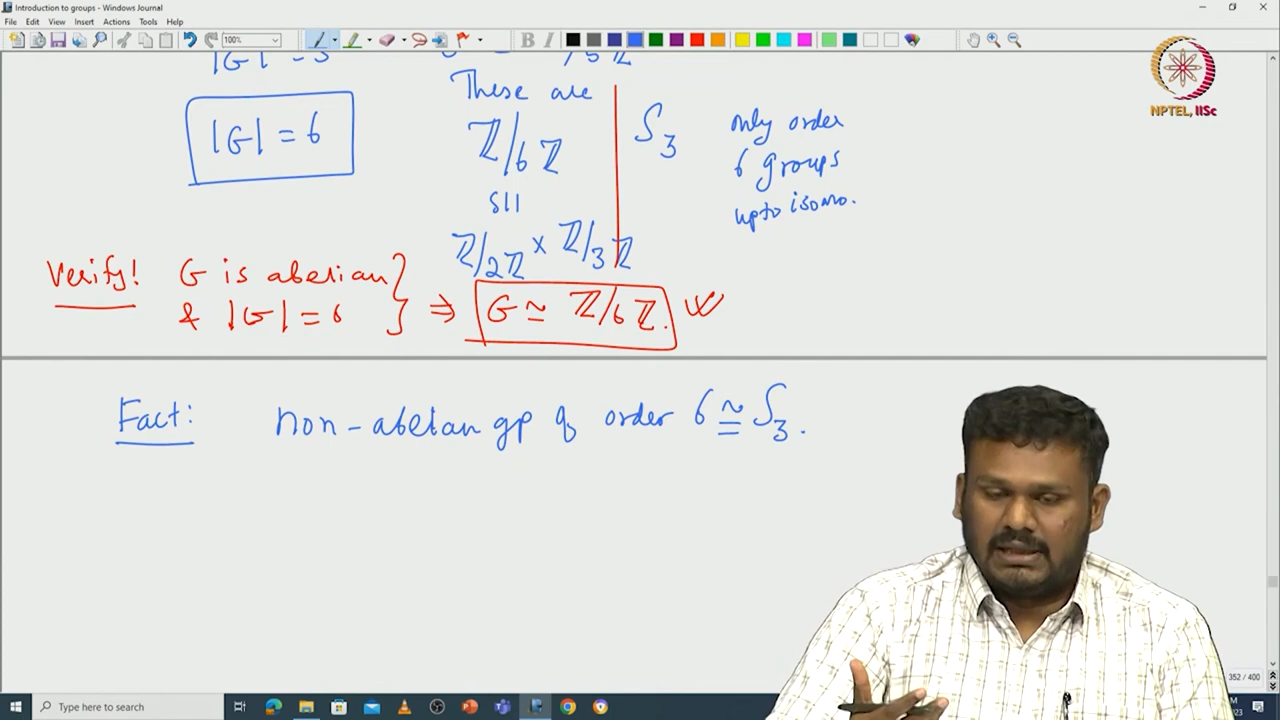 Introduction to groups - Windows Journal
File Edit View Insert Actions Tools Help
100%
B I
NPTEL, IISc
|G| = 5
These are
|G| = 6
ℤ/6ℤ
S₃
only order
6 groups
upto isomo.
ℤ/2ℤ × ℤ/3ℤ
Verify! G is abelian
& |G| = 6 ⇒ G ≃ ℤ/6ℤ.
Fact: non-abelian gp of order 6 ≅ S₃.
352 / 400
Type here to search